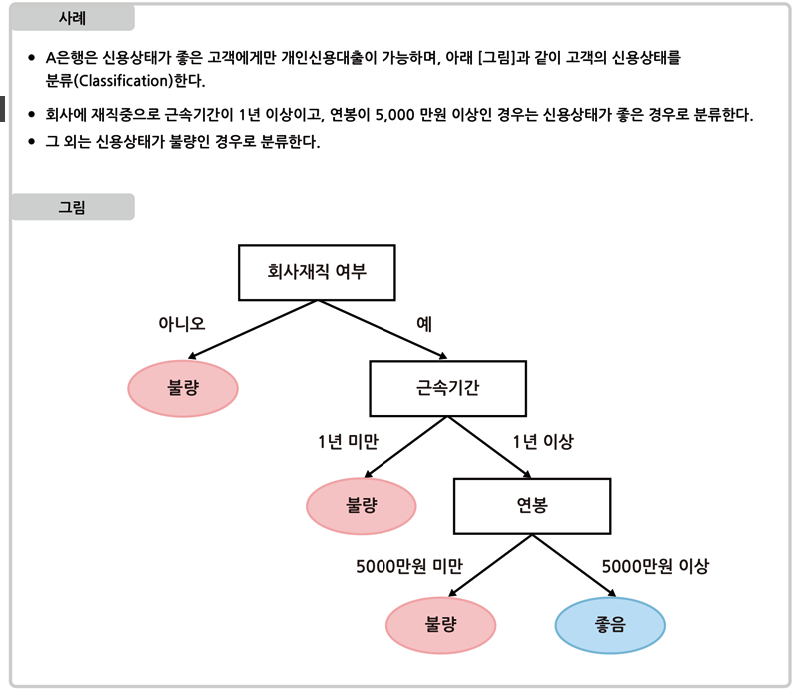 사례
• A은행은 신용상태가 좋은 고객에게만 개인신용대출이 가능하며, 아래 [그림]과 같이 고객의 신용상태를
분류(Classification)한다.
• 회사에 재직중으로 근속기간이 1년 이상이고, 연봉이 5,000 만원 이상인 경우는 신용상태가 좋은 경우로 분류한다.
• 그 외는 신용상태가 불량인 경우로 분류한다.
그림
회사재직 여부
아니오
예
불량
근속기간
1년 미만
1년 이상
불량
연봉
5000만원 미만
5000만원 이상
불량
좋음